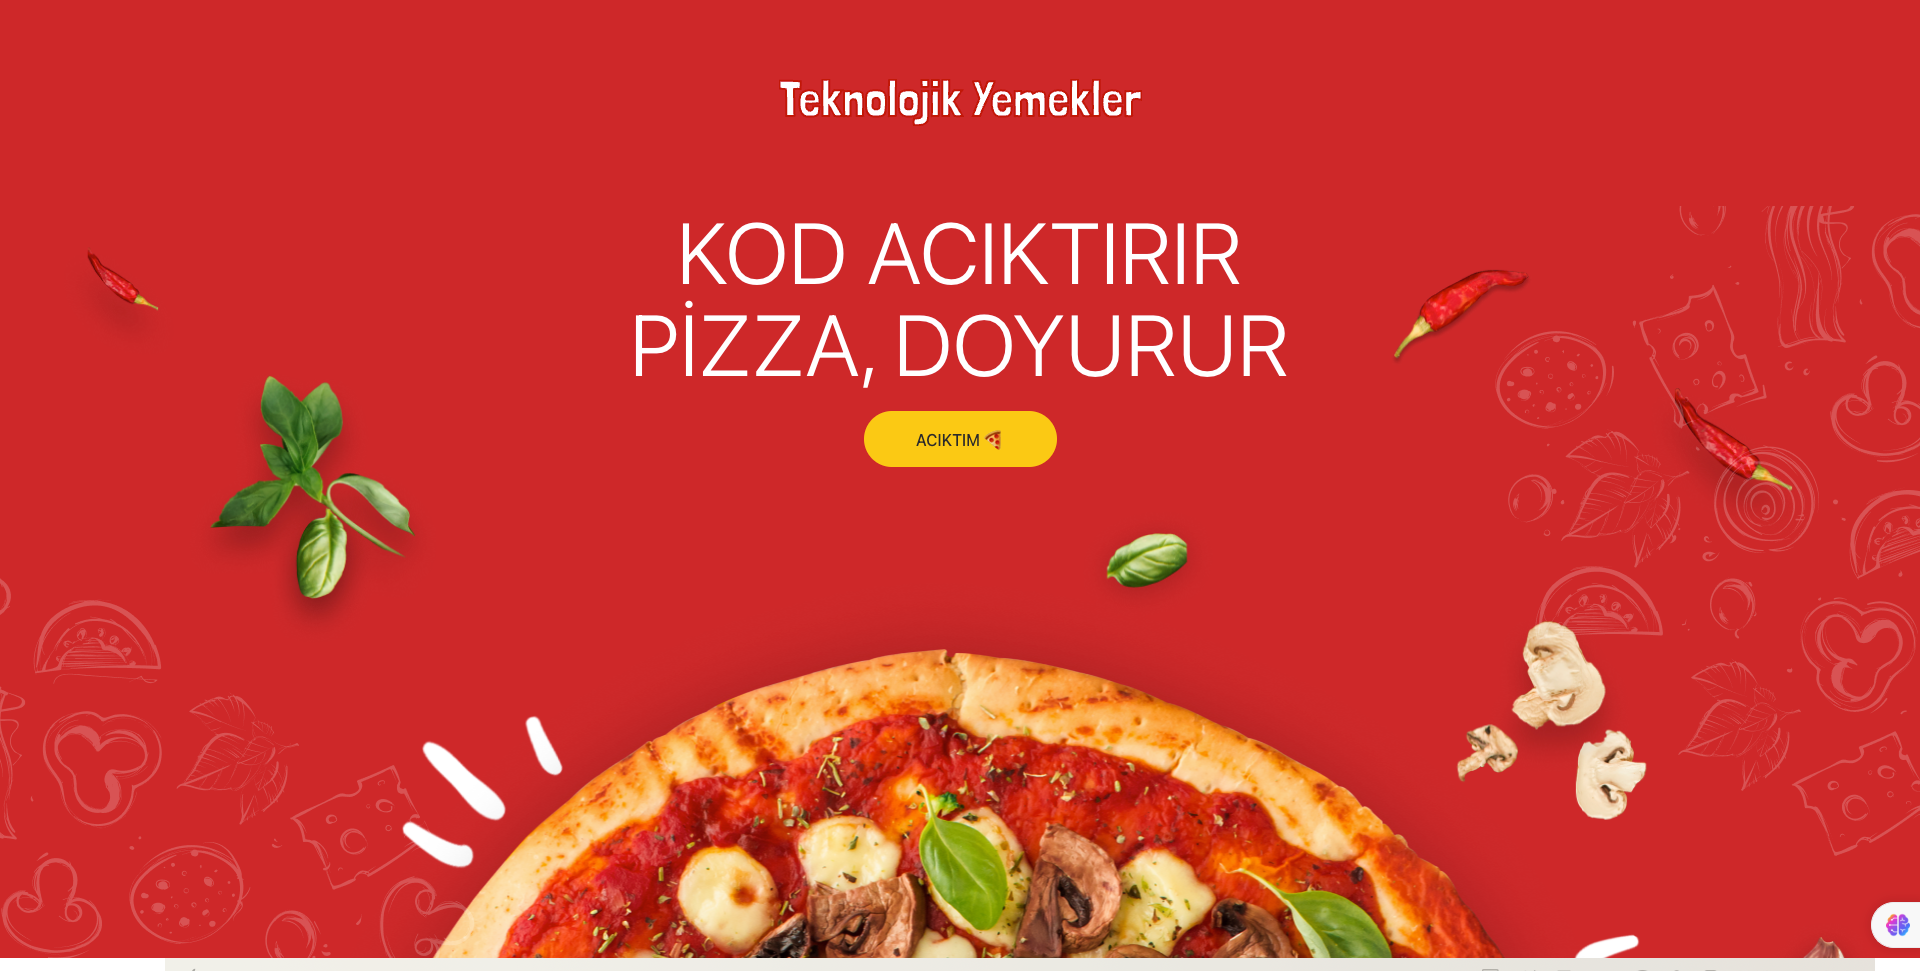 Teknolojik Yemekler
KOD ACIKTIRIR
PİZZA, DOYURUR
ACIKTIM 🍕